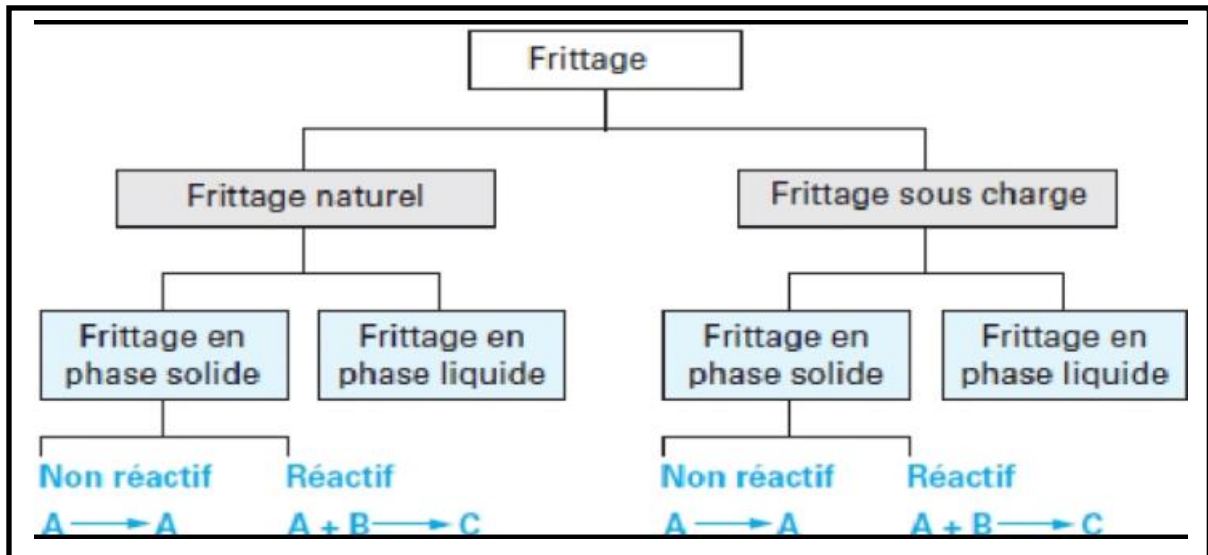 Frittage
Frittage naturel
Frittage sous charge
Frittage en
phase solide
Frittage en
phase liquide
Frittage en
phase solide
Frittage en
phase liquide
Non réactif
Réactif
Non réactif
Réactif
A → A
A + B → C
A → A
A + B → C